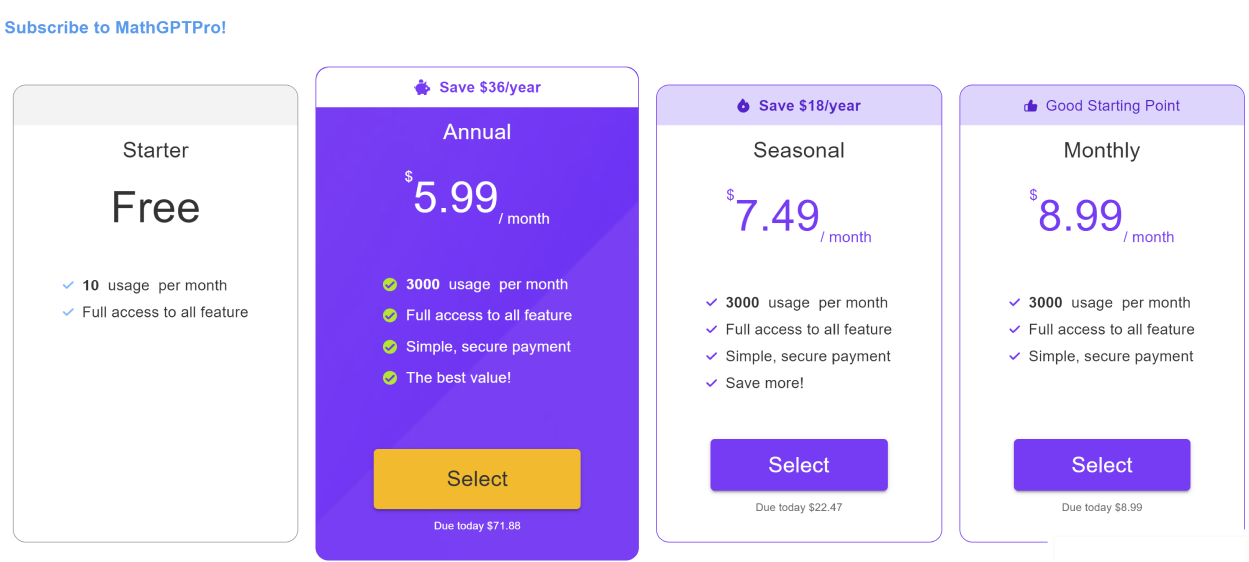 Subscribe to MathGPTPro!
Starter
Free
10 usage per month
Full access to all feature
Save $36/year
Annual
$5.99/ month
3000 usage per month
Full access to all feature
Simple, secure payment
The best value!
Select
Due today $71.88
Save $18/year
Seasonal
$7.49/ month
3000 usage per month
Full access to all feature
Simple, secure payment
Save more!
Select
Due today $22.47
Good Starting Point
Monthly
$8.99/ month
3000 usage per month
Full access to all feature
Simple, secure payment
Select
Due today $8.99